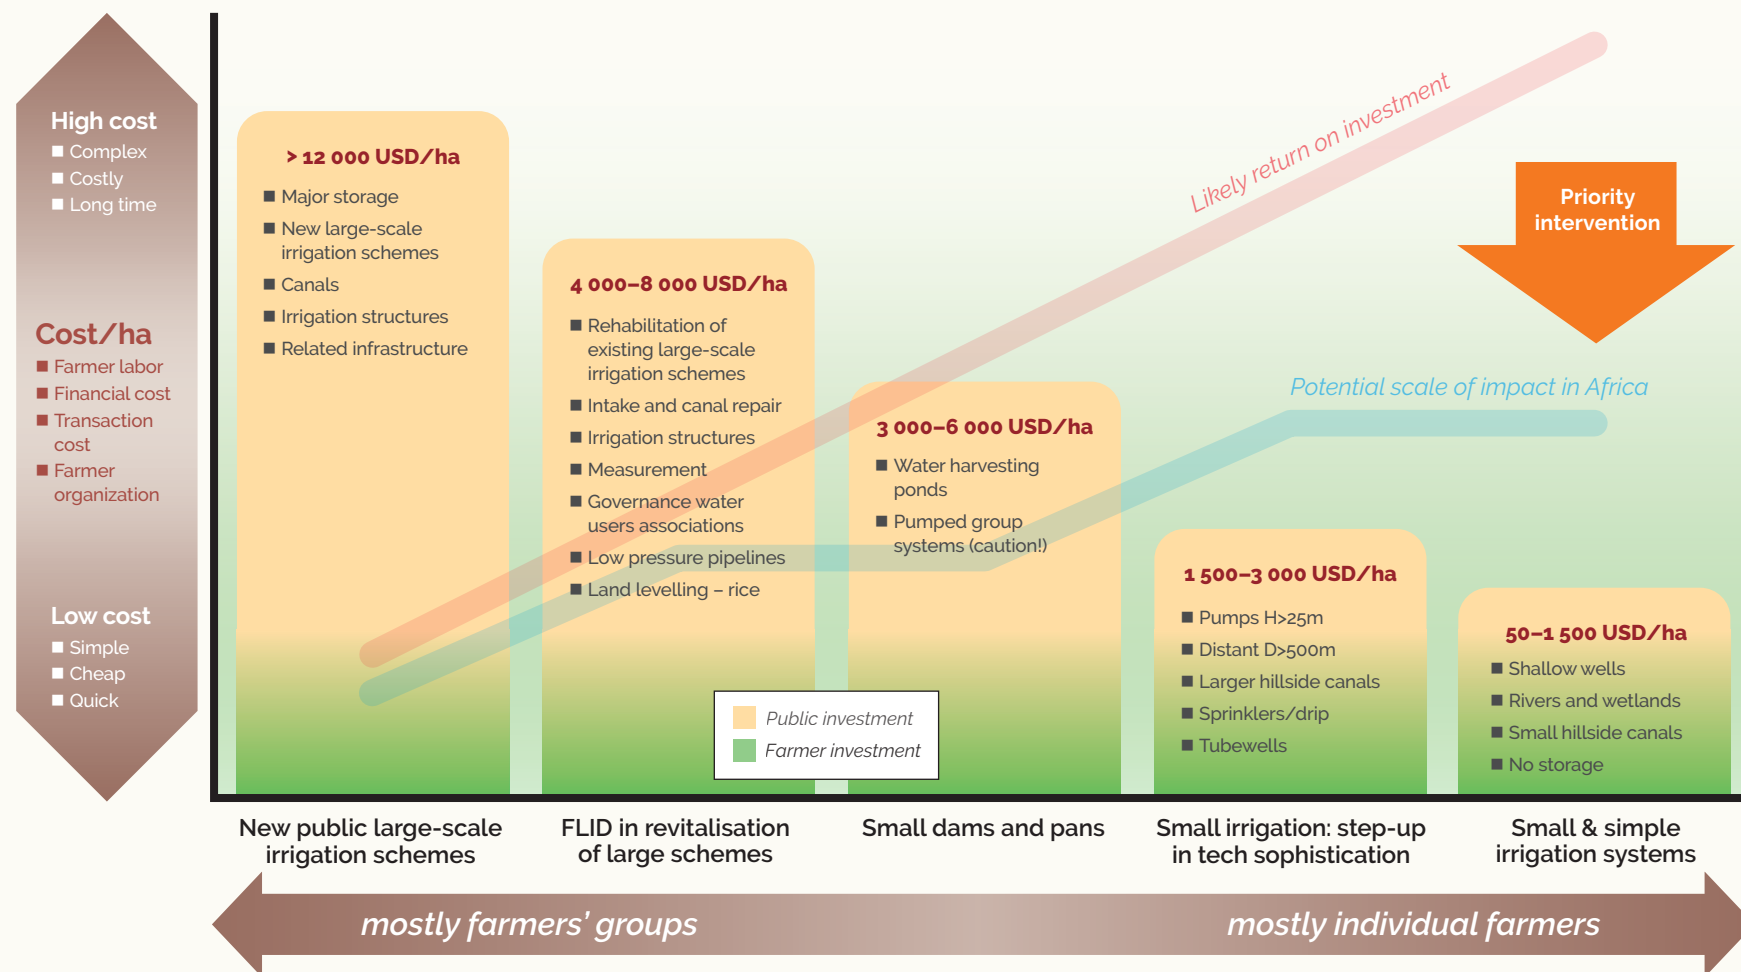 High cost
■ Complex
■ Costly
■ Long time
Cost/ha
■ Farmer labor
■ Financial cost
■ Transaction
cost
■ Farmer
organization
Low cost
■ Simple
■ Cheap
■ Quick
> 12 000 USD/ha
■ Major storage
■ New large-scale
irrigation schemes
■ Canals
■ Irrigation structures
■ Related infrastructure
4 000–8 000 USD/ha
■ Rehabilitation of
existing large-scale
irrigation schemes
■ Intake and canal repair
■ Irrigation structures
■ Measurement
■ Governance water
users associations
■ Low pressure pipelines
■ Land levelling – rice
3 000–6 000 USD/ha
■ Water harvesting
ponds
■ Pumped group
systems (caution!)
1 500–3 000 USD/ha
■ Pumps H>25m
■ Distant D>500m
■ Larger hillside canals
■ Sprinklers/drip
■ Tubewells
50–1 500 USD/ha
■ Shallow wells
■ Rivers and wetlands
■ Small hillside canals
■ No storage
Likely return on investment
Priority
intervention
Potential scale of impact in Africa
Public investment
Farmer investment
New public large-scale
irrigation schemes
FLID in revitalisation
of large schemes
Small dams and pans
Small irrigation: step-up
in tech sophistication
Small & simple
irrigation systems
mostly farmers' groups
mostly individual farmers